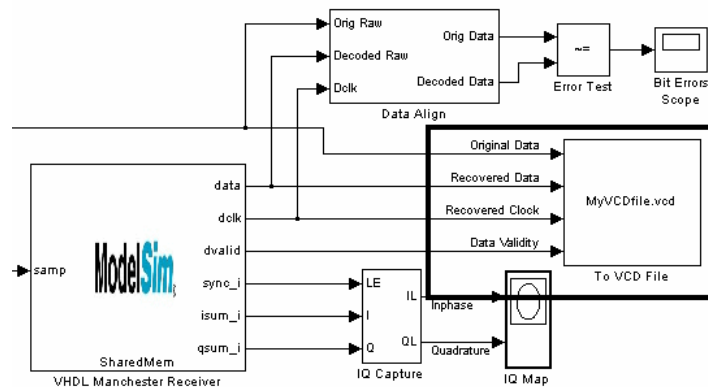 Orig Raw
Orig Data
Decoded Raw
~=
Decoded Data
Dclk
Error Test
Bit Errors
Scope
Data Align
Original Data
data
Recovered Data
MyVCDfile.vcd
dclk
Recovered Clock
dvalid
Data Validity
To VCD File
samp
ModelSim
sync_i
LE
IL
Inphase
isum_i
I
qsum_i
Q
QL
Quadrature
SharedMem
VHDL Manchester Receiver
IQ Capture
IQ Map